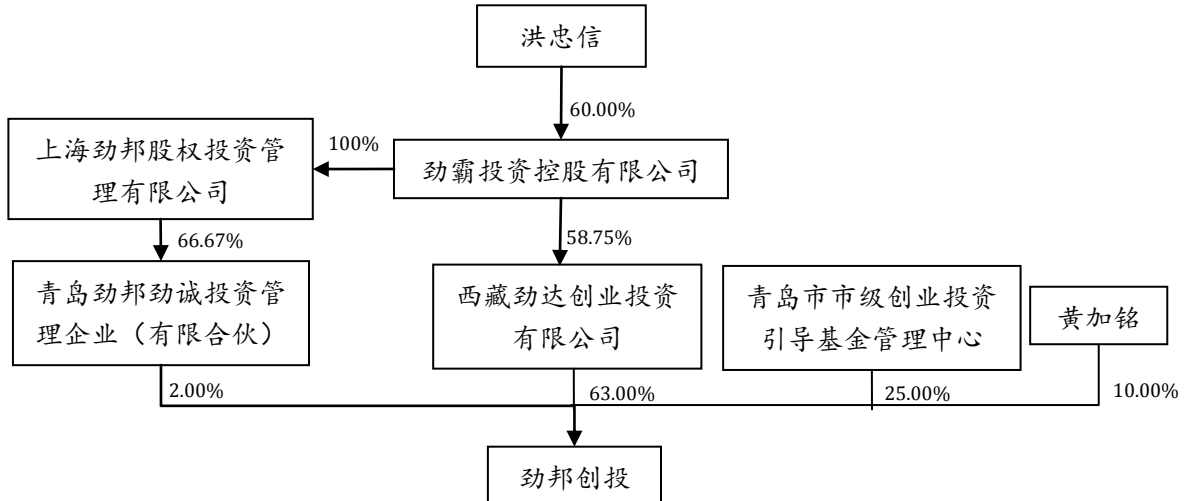 洪忠信
60.00%
上海劲邦股权投资管
理有限公司
100%
劲霸投资控股有限公司
66.67%
58.75%
青岛劲邦劲诚投资管
理企业（有限合伙）
西藏劲达创业投资
有限公司
青岛市市级创业投资
引导基金管理中心
黄加铭
2.00%
63.00%
25.00%
10.00%
劲邦创投